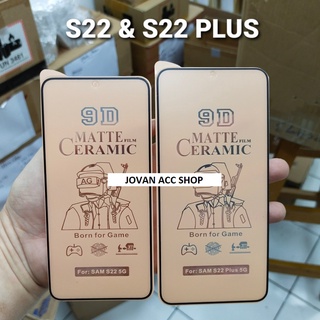 S22 & S22 PLUS
9D
MATTE FILM
CERAMIC
AG
Born for Game
For: SAM S22 5G
9D
MATTE FILM
CERAMIC
Born for Game
For: SAM S22 Plus 5G
JOVAN ACC SHOP